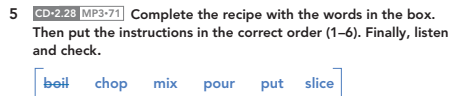 5 CD•2.28 MP3•71 Complete the recipe with the words in the box.
Then put the instructions in the correct order (1–6). Finally, listen
and check.
boil chop mix pour put slice